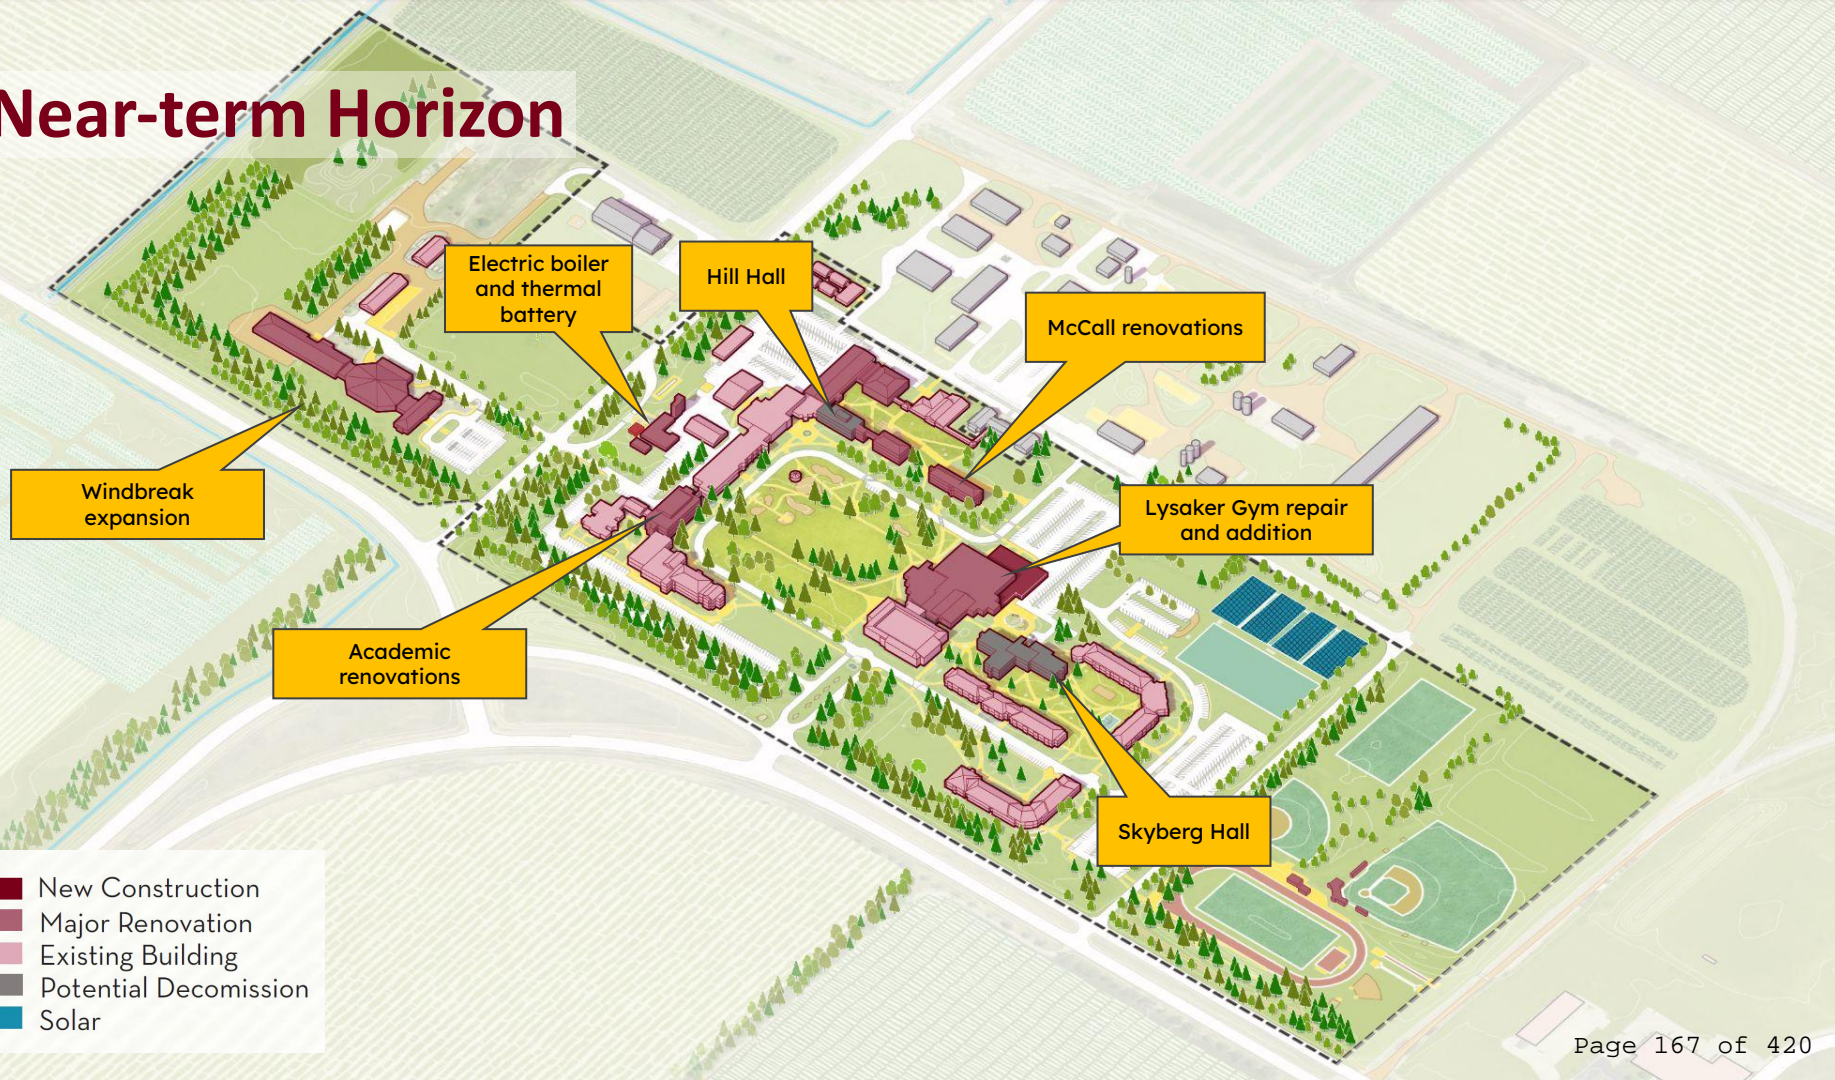 Near-term Horizon
Electric boiler
and thermal
battery
Hill Hall
McCall renovations
Windbreak
expansion
Lysaker Gym repair
and addition
Academic
renovations
Skyberg Hall
New Construction
Major Renovation
Existing Building
Potential Decomission
Solar
Page 167 of 420